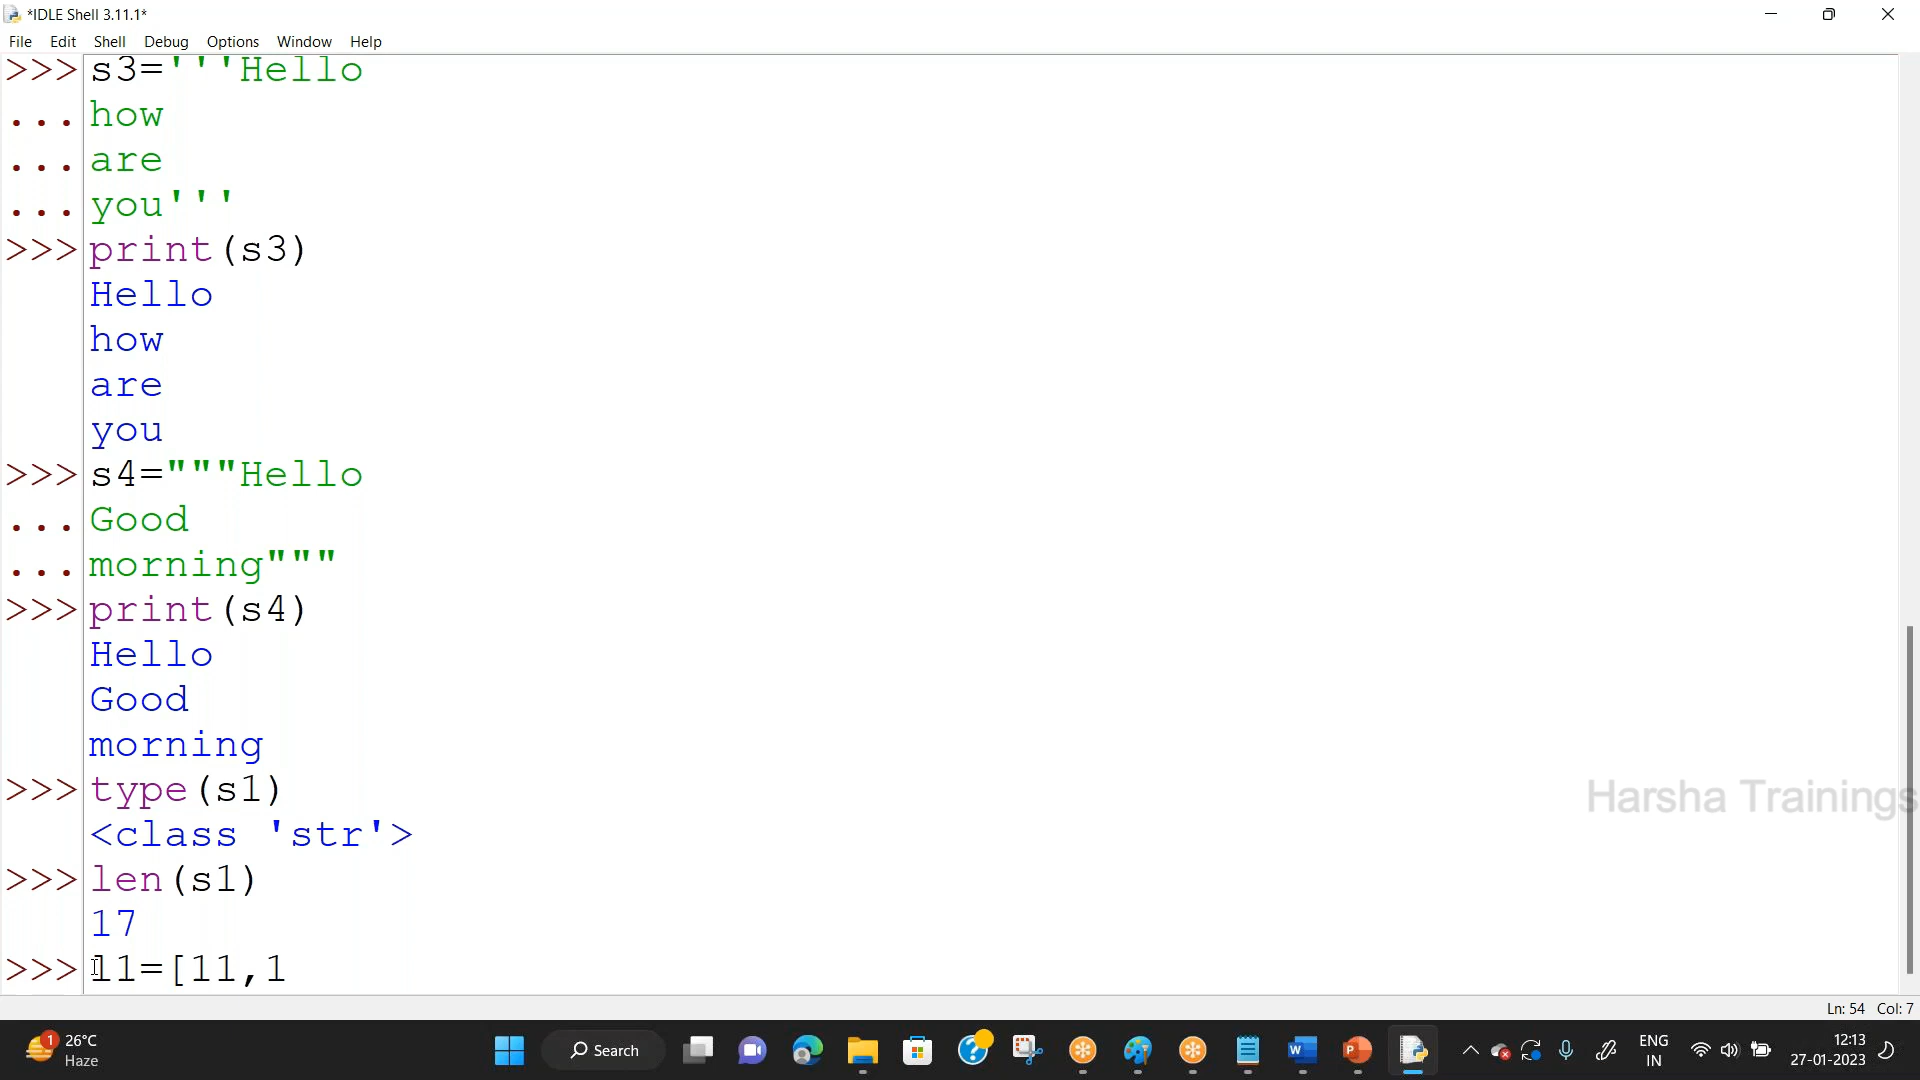 *IDLE Shell 3.11.1*
File Edit Shell Debug Options Window Help
>>> s3='''Hello
... how
... are
... you'''
>>> print(s3)
Hello
how
are
you
>>> s4="""Hello
... Good
... morning"""
>>> print(s4)
Hello
Good
morning
>>> type(s1)
<class 'str'>
>>> len(s1)
17
>>> l1=[11,1
Harsha Trainings
Ln: 54 Col: 7
1 26°C
Haze
Search
ENG
IN
12:13
27-01-2023